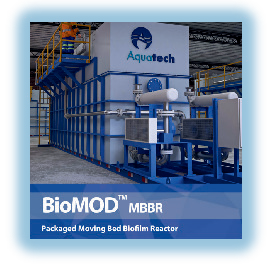 Aquatech
BioMOD™ MBBR
Packaged Moving Bed Biofilm Reactor